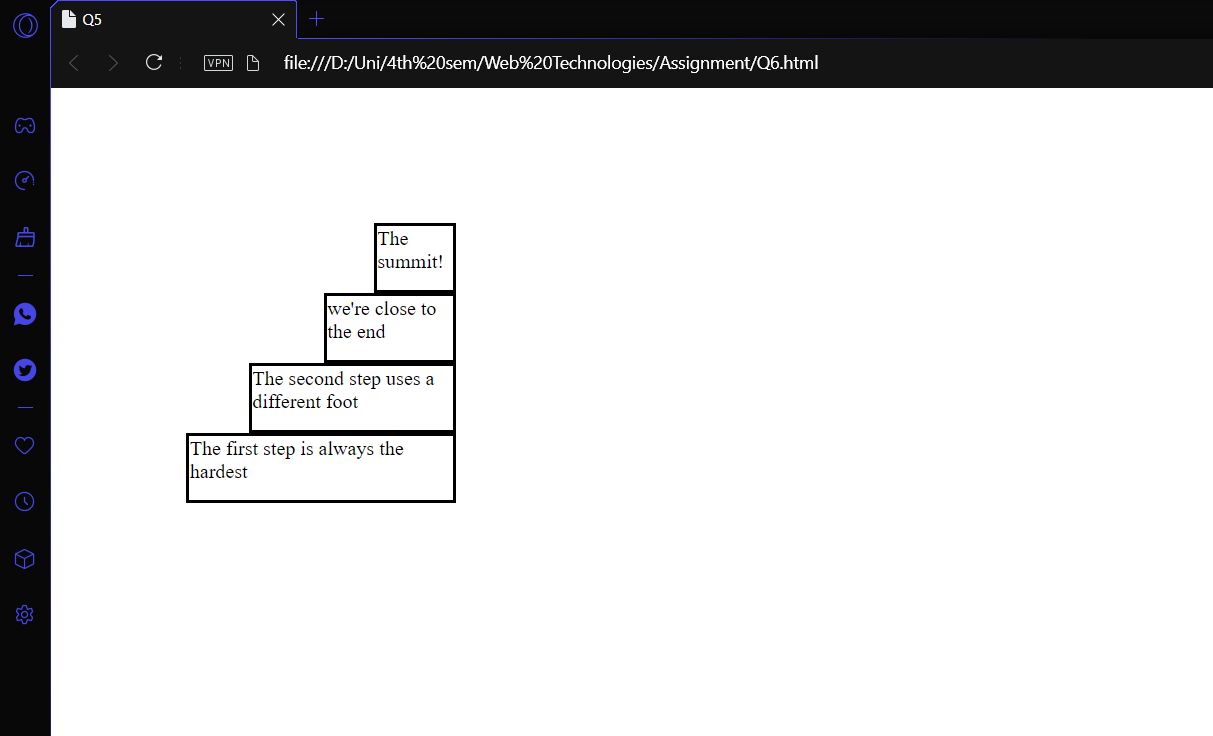 Q5
VPN
file:///D:/Uni/4th%20sem/Web%20Technologies/Assignment/Q6.html
The
summit!
we're close to
the end
The second step uses a
different foot
The first step is always the
hardest